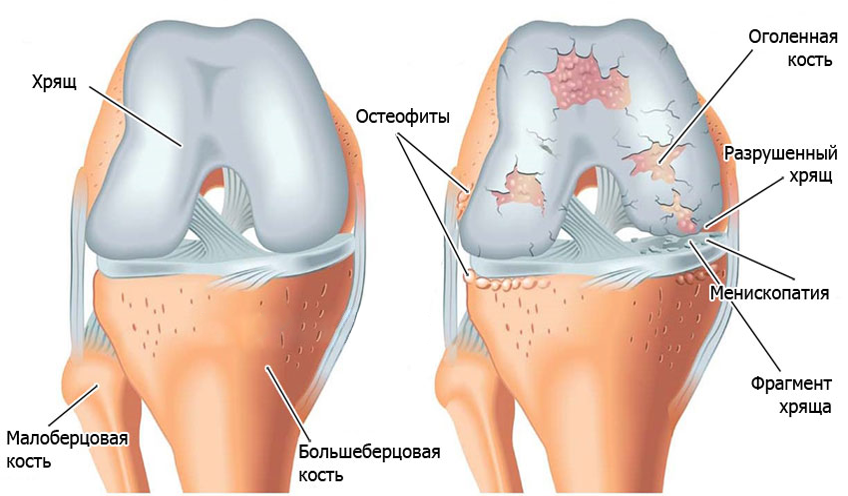 Хрящ
Остеофиты
Оголенная
кость
Разрушенный
хрящ
Менископатия
Фрагмент
хряща
Малоберцовая
кость
Большеберцовая
кость